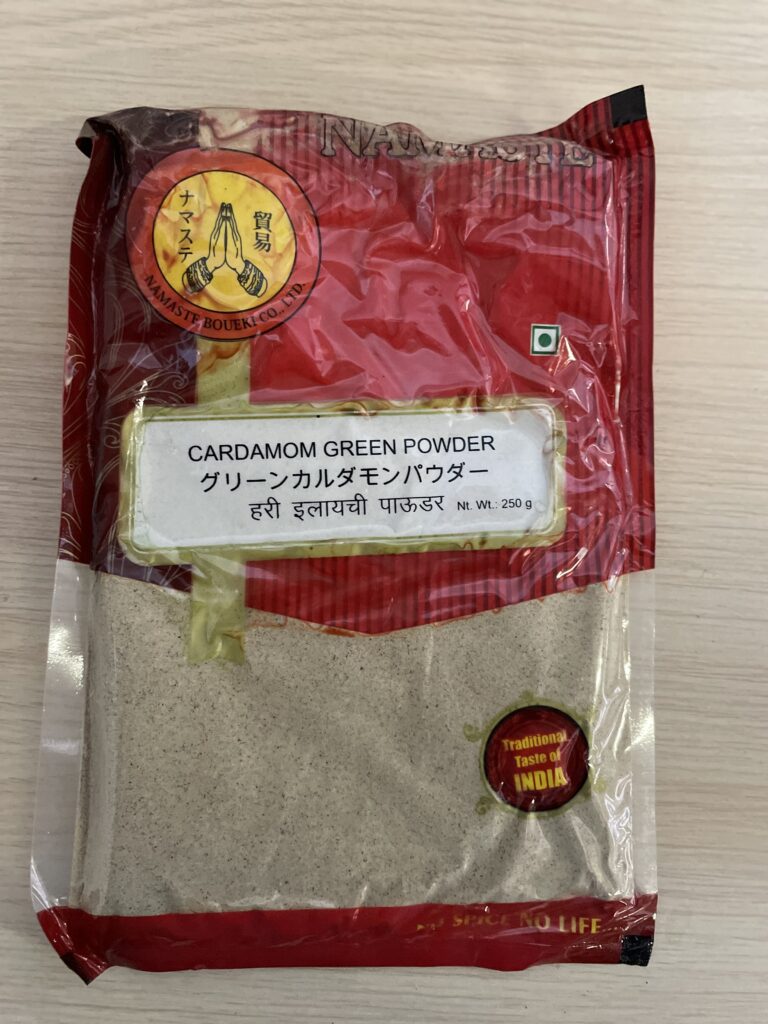 NAMASTE
ナマステ
貿易
NAMASTE BOUEKI CO., LTD.
CARDAMOM GREEN POWDER
グリーンカルダモンパウダー
हरी इलायची पाऊडर Nt. Wt.: 250 g
Traditional
Taste of
INDIA
NO SPICE NO LIFE...